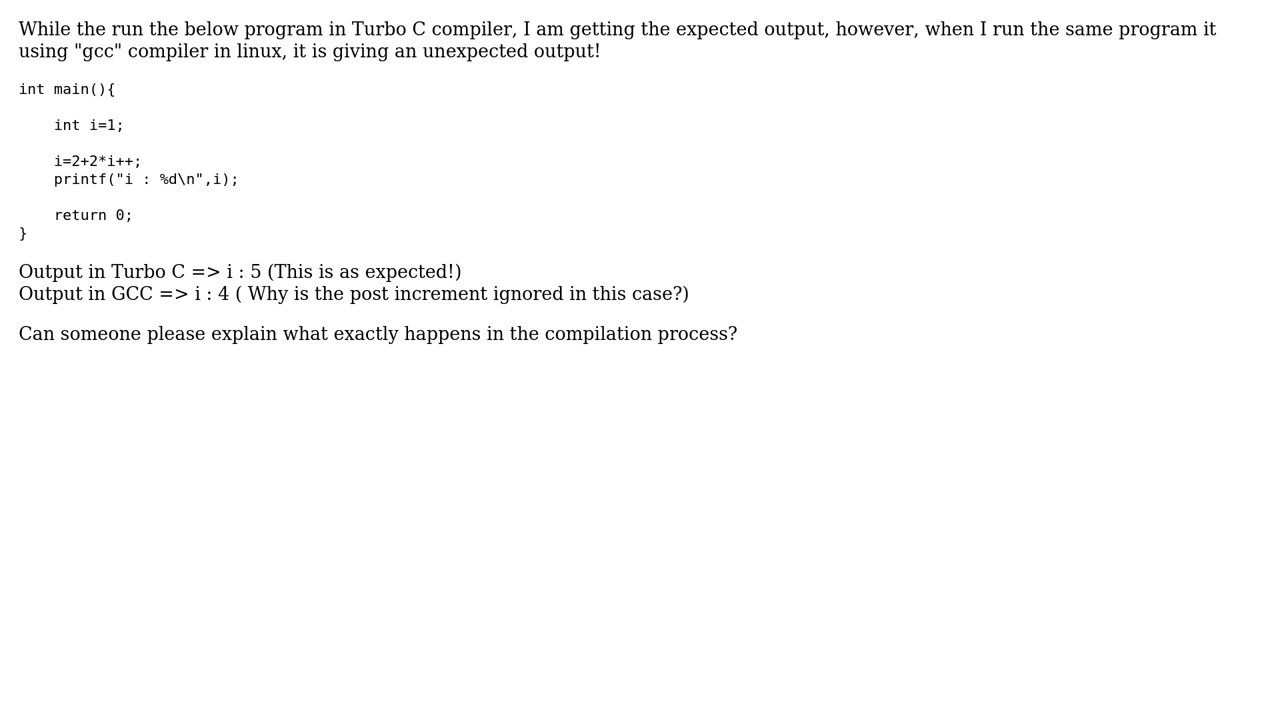 While the run the below program in Turbo C compiler, I am getting the expected output, however, when I run the same program it
using "gcc" compiler in linux, it is giving an unexpected output!
int main(){
    int i=1;
    i=2+2*i++;
    printf("i : %d\n",i);
    return 0;
}
Output in Turbo C => i : 5 (This is as expected!)
Output in GCC => i : 4 ( Why is the post increment ignored in this case?)
Can someone please explain what exactly happens in the compilation process?